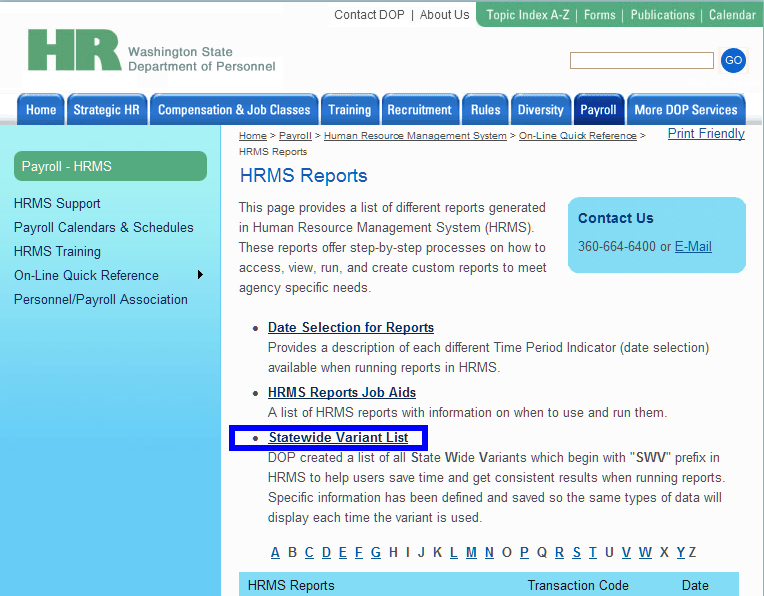 Contact DOP | About Us
Topic Index A-Z | Forms | Publications | Calendar
HR
Washington State
Department of Personnel
GO
Home
Strategic HR
Compensation & Job Classes
Training
Recruitment
Rules
Diversity
Payroll
More DOP Services
Home > Payroll > Human Resource Management System > On-Line Quick Reference >
HRMS Reports
Print Friendly
Payroll - HRMS
HRMS Support
Payroll Calendars & Schedules
HRMS Training
On-Line Quick Reference
Personnel/Payroll Association
HRMS Reports
This page provides a list of different reports generated
in Human Resource Management System (HRMS).
These reports offer step-by-step processes on how to
access, view, run, and create custom reports to meet
agency specific needs.
Contact Us
360-664-6400 or E-Mail
• Date Selection for Reports
Provides a description of each different Time Period Indicator (date selection)
available when running reports in HRMS.
• HRMS Reports Job Aids
A list of HRMS reports with information on when to use and run them.
• Statewide Variant List
DOP created a list of all State Wide Variants which begin with "SWV" prefix in
HRMS to help users save time and get consistent results when running reports.
Specific information has been defined and saved so the same types of data will
display each time the variant is used.
A B C D E F G H I J K L M N O P Q R S T U V W X Y Z
HRMS Reports Transaction Code Date